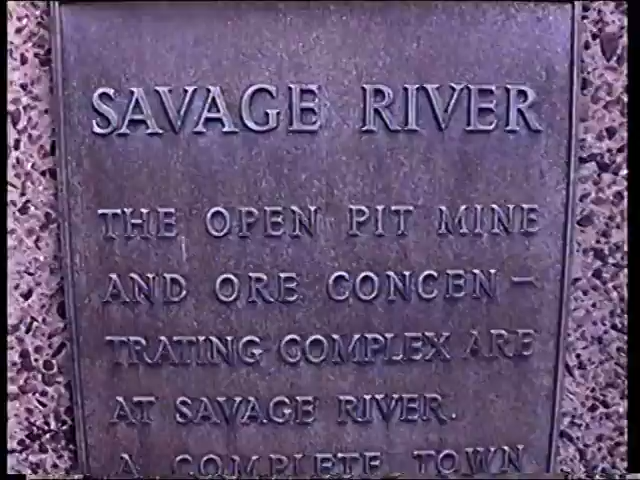 SAVAGE RIVER
THE OPEN PIT MINE
AND ORE CONCEN-
TRATING COMPLEX ARE
AT SAVAGE RIVER.
A COMPLETE TOWN